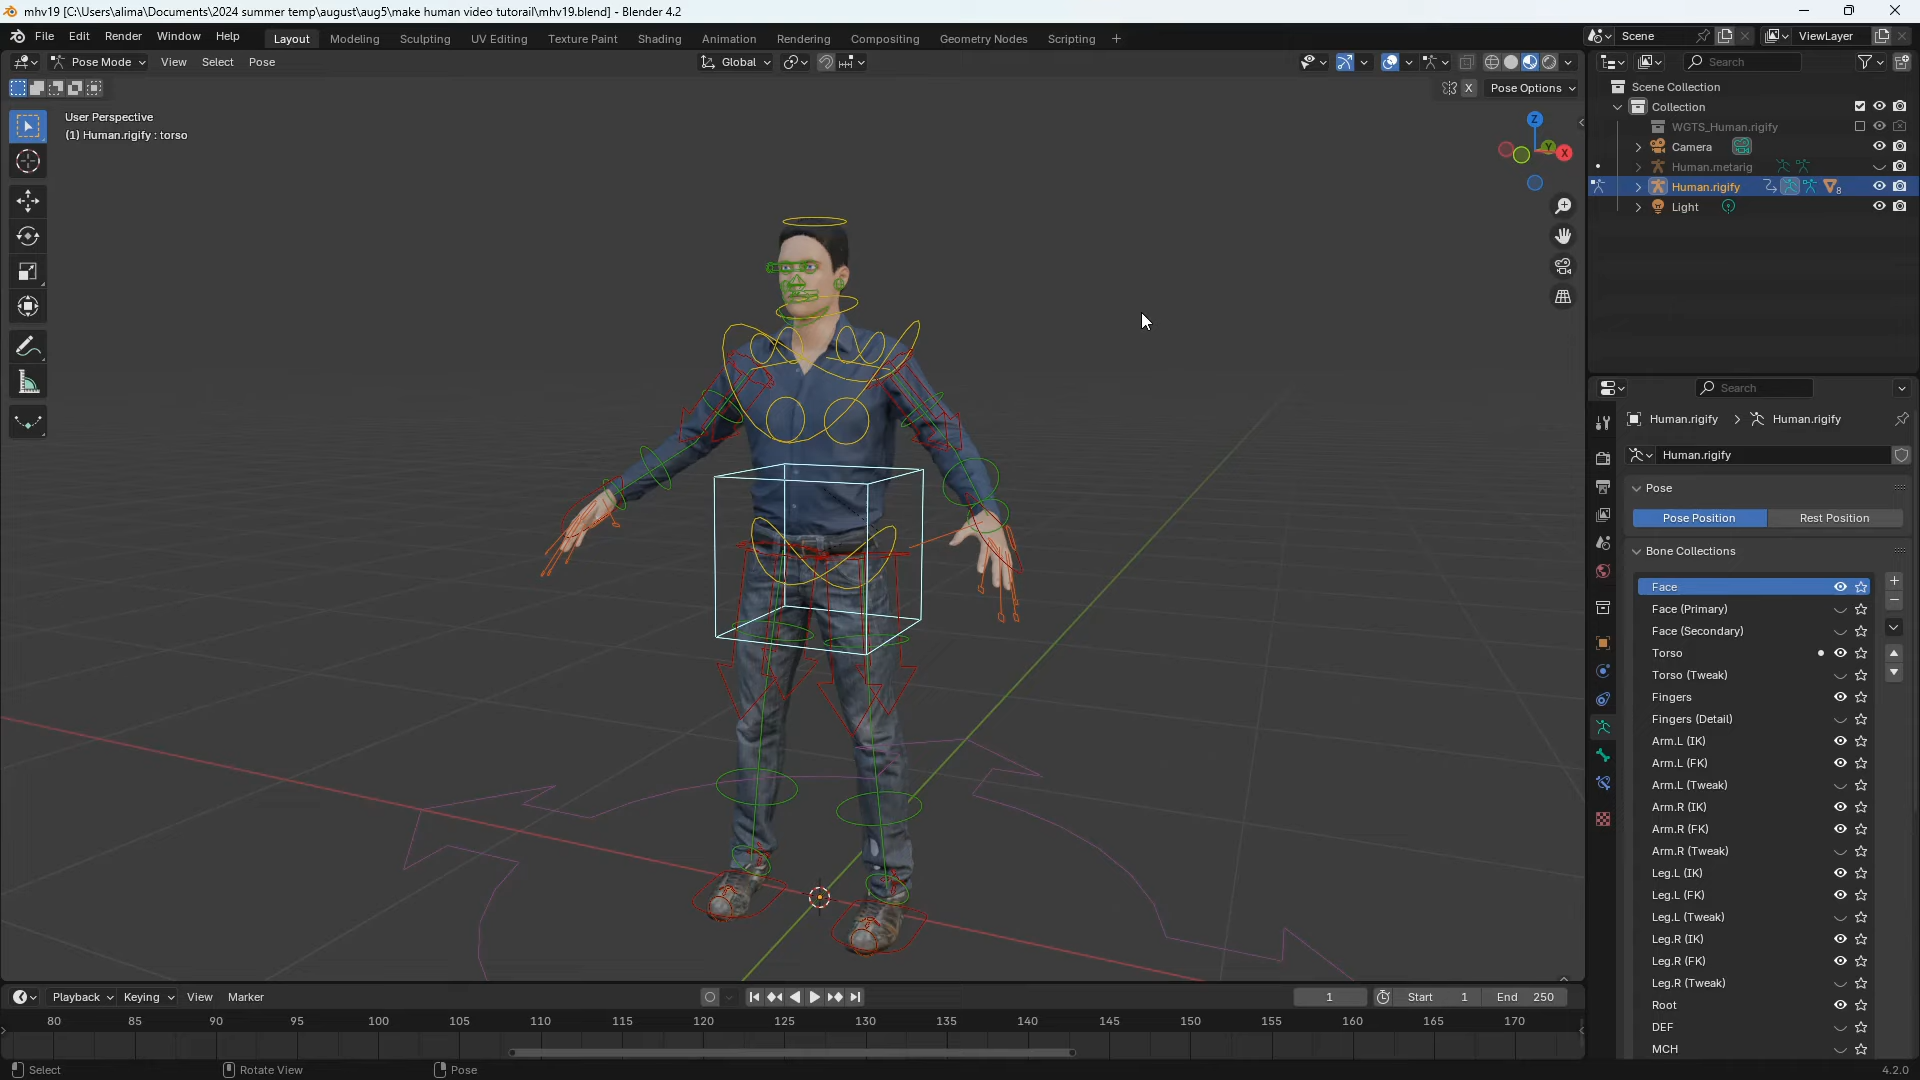 mhv19 [C:\Users\alima\Documents\2024 summer temp\august\aug5\make human video tutorail\mhv19.blend] - Blender 4.2
File Edit Render Window Help
Layout Modeling Sculpting UV Editing Texture Paint Shading Animation Rendering Compositing Geometry Nodes Scripting +
Scene
ViewLayer
Pose Mode View Select Pose
Global
Search
X Pose Options
User Perspective
(1) Human.rigify : torso
Z
Y
X
Scene Collection
Collection
WGTS_Human.rigify
Camera
Human.metarig
Human.rigify
8
Light
Search
Human.rigify > Human.rigify
Human.rigify
Pose
Pose Position Rest Position
Bone Collections
Face
Face (Primary)
Face (Secondary)
Torso
Torso (Tweak)
Fingers
Fingers (Detail)
Arm.L (IK)
Arm.L (FK)
Arm.L (Tweak)
Arm.R (IK)
Arm.R (FK)
Arm.R (Tweak)
Leg.L (IK)
Leg.L (FK)
Leg.L (Tweak)
Leg.R (IK)
Leg.R (FK)
Leg.R (Tweak)
Root
DEF
MCH
Playback Keying View Marker
1 Start 1 End 250
80 85 90 95 100 105 110 115 120 125 130 135 140 145 150 155 160 165 170
Select Rotate View Pose
4.2.0